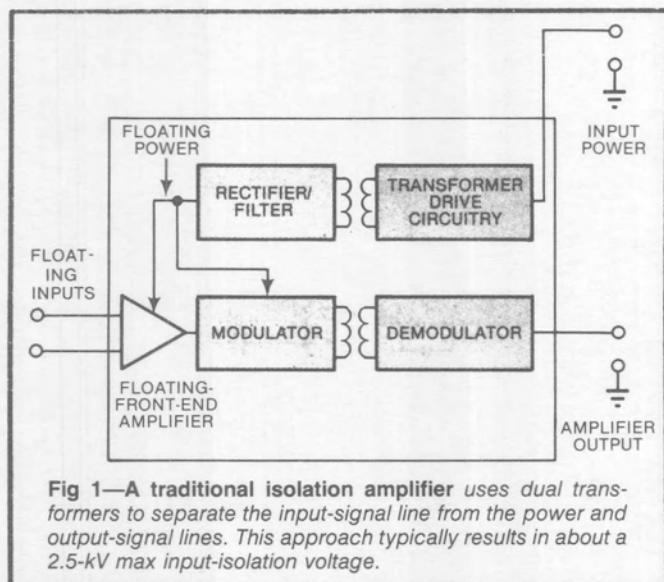 FLOATING
POWER
INPUT
POWER
RECTIFIER/
FILTER
TRANSFORMER
DRIVE
CIRCUITRY
FLOAT-
ING
INPUTS
MODULATOR
DEMODULATOR
FLOATING-
FRONT-END
AMPLIFIER
AMPLIFIER
OUTPUT
Fig 1—A traditional isolation amplifier uses dual trans-
formers to separate the input-signal line from the power and
output-signal lines. This approach typically results in about a
2.5-kV max input-isolation voltage.